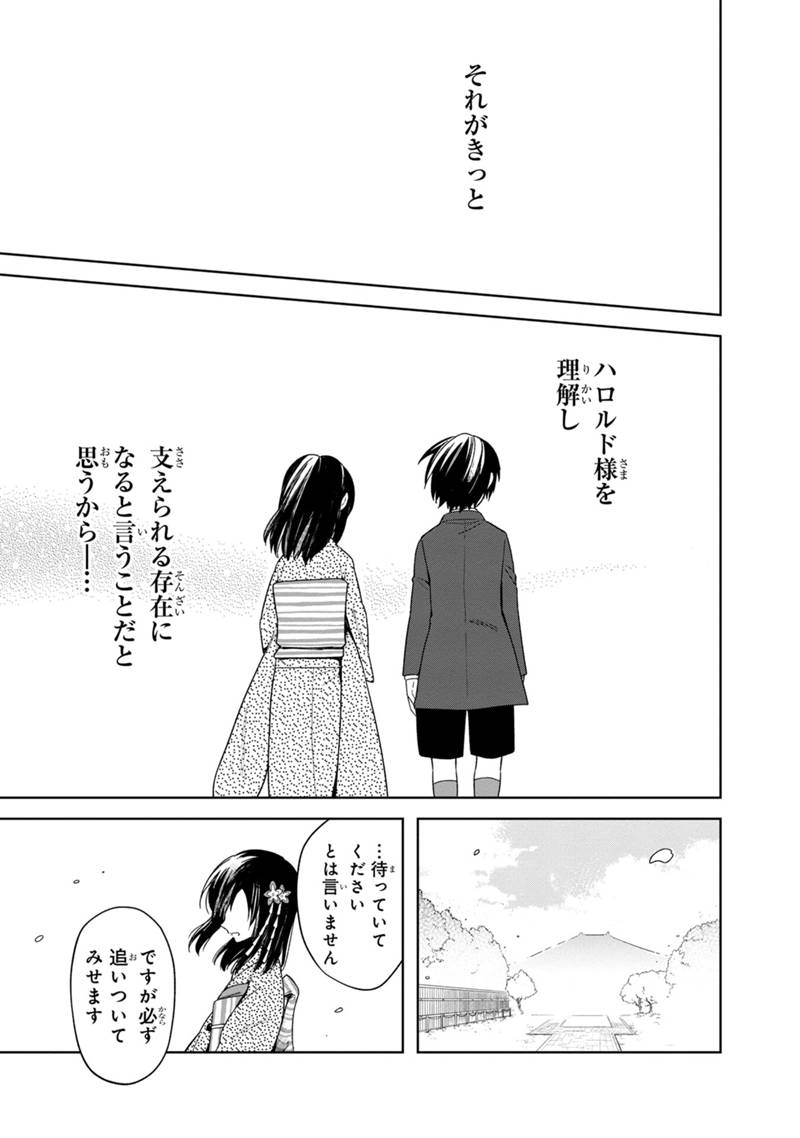 それがきっと
ハロルド様を
理解し
支えられる存在に
なると言うことだと
思うから―…
…待っていて
ください
とは言いません
ですが必ず
追いついて
みせます